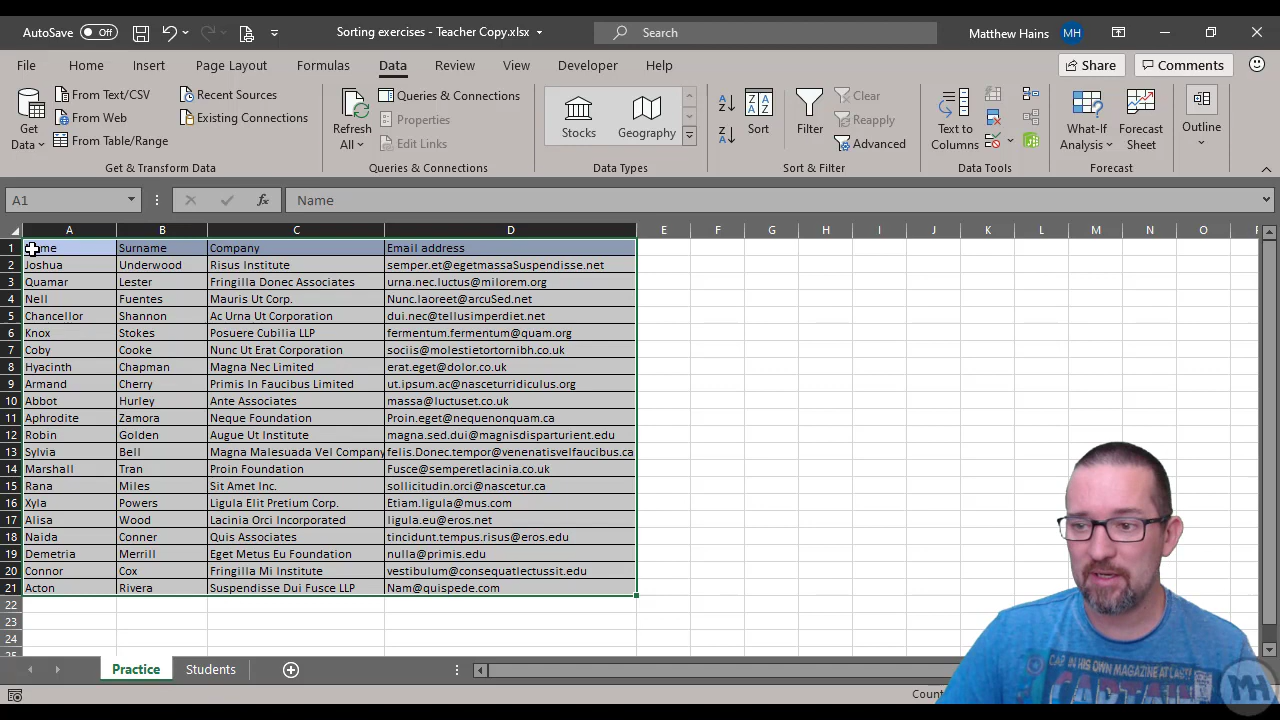 AutoSave Off Sorting exercises - Teacher Copy.xlsx Search Matthew Hains MH
File Home Insert Page Layout Formulas Data Review View Developer Help Share Comments
Get Data
From Text/CSV
From Web
From Table/Range
Recent Sources
Existing Connections
Get & Transform Data
Refresh All
Queries & Connections
Properties
Edit Links
Queries & Connections
Stocks Geography
Data Types
Sort
Filter
Clear
Reapply
Advanced
Sort & Filter
Text to Columns
Data Tools
What-If Analysis
Forecast Sheet
Forecast
Outline
A1 fx Name
A B C D E F G H I J K L M N O
1 Surname Company Email address
2 Joshua Underwood Risus Institute semper.et@egetmassaSuspendisse.net
3 Quamar Lester Fringilla Donec Associates urna.nec.luctus@milorem.org
4 Nell Fuentes Mauris Ut Corp. Nunc.laoreet@arcuSed.net
5 Chancellor Shannon Ac Urna Ut Corporation dui.nec@tellusimperdiet.net
6 Knox Stokes Posuere Cubilia LLP fermentum.fermentum@quam.org
7 Coby Cooke Nunc Ut Erat Corporation sociis@molestietortornibh.co.uk
8 Hyacinth Chapman Magna Nec Limited erat.eget@dolor.co.uk
9 Armand Cherry Primis In Faucibus Limited ut.ipsum.ac@nasceturridiculus.org
10 Abbot Hurley Ante Associates massa@luctuset.co.uk
11 Aphrodite Zamora Neque Foundation Proin.eget@nequenonquam.ca
12 Robin Golden Augue Ut Institute magna.sed.dui@magnisdisparturient.edu
13 Sylvia Bell Magna Malesuada Vel Company felis.Donec.tempor@venenatisvelfaucibus.ca
14 Marshall Tran Proin Foundation Fusce@semperetlacinia.co.uk
15 Rana Miles Sit Amet Inc. sollicitudin.orci@nascetur.ca
16 Xyla Powers Ligula Elit Pretium Corp. Etiam.ligula@mus.com
17 Alisa Wood Lacinia Orci Incorporated ligula.eu@eros.net
18 Naida Conner Quis Associates tincidunt.tempus.risus@eros.edu
19 Demetria Merrill Eget Metus Eu Foundation nulla@primis.edu
20 Connor Cox Fringilla Mi Institute vestibulum@consequatlectussit.edu
21 Acton Rivera Suspendisse Dui Fusce LLP Nam@quispede.com
22
23
24
Practice Students
CAP IN HIS OWN MAGAZINE AT LAST!
MH